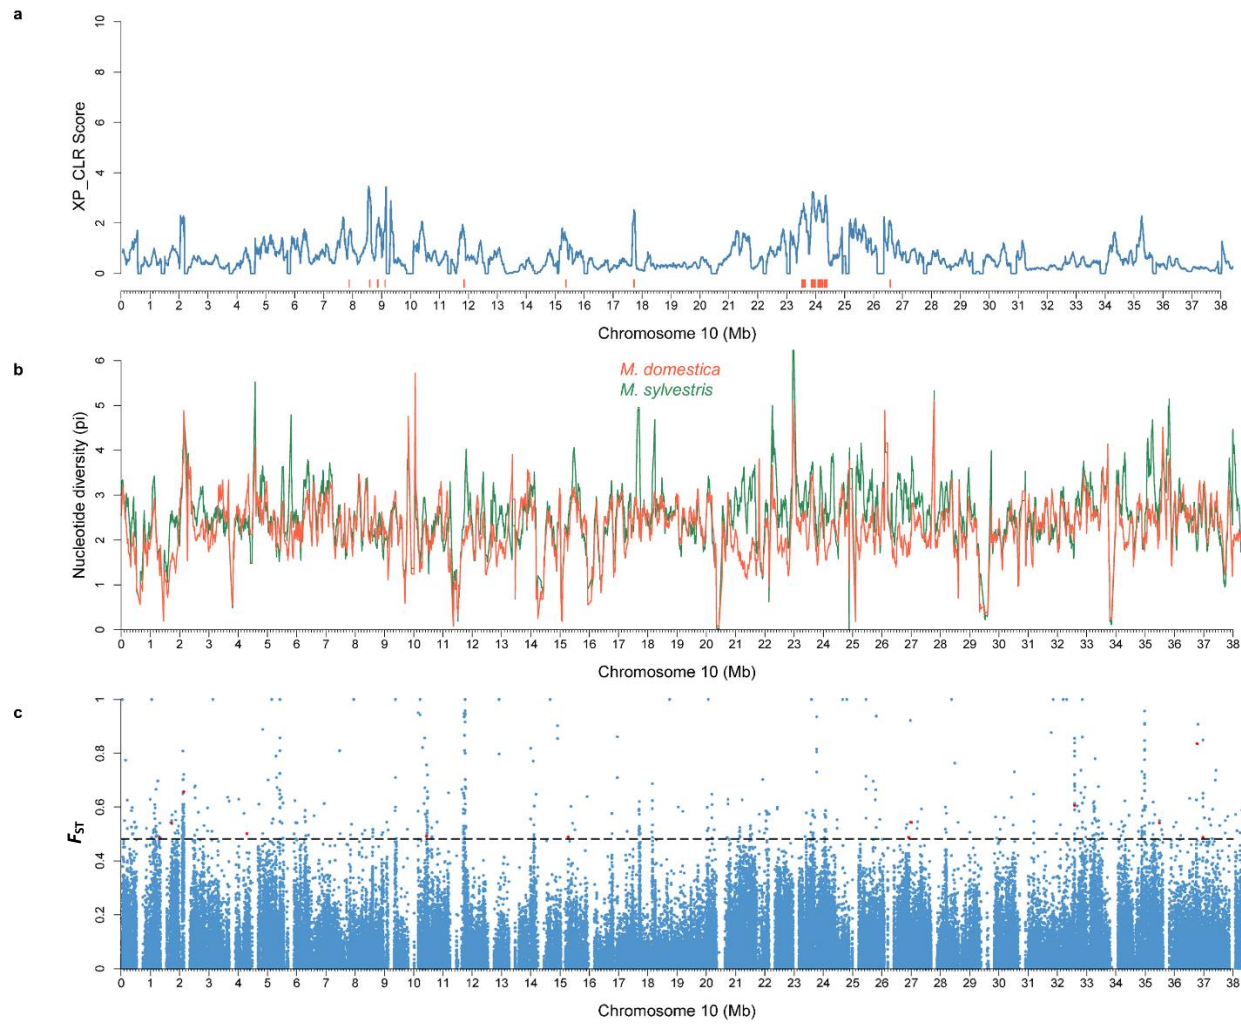 a
10
8
6
4
2
0
XP_CLR Score
0 1 2 3 4 5 6 7 8 9 10 11 12 13 14 15 16 17 18 19 20 21 22 23 24 25 26 27 28 29 30 31 32 33 34 35 36 37 38
Chromosome 10 (Mb)
b
6
5
4
3
2
1
0
Nucleotide diversity (pi)
M. domestica
M. sylvestris
0 1 2 3 4 5 6 7 8 9 10 11 12 13 14 15 16 17 18 19 20 21 22 23 24 25 26 27 28 29 30 31 32 33 34 35 36 37 38
Chromosome 10 (Mb)
c
1
0.8
0.6
0.4
0.2
0
FST
0 1 2 3 4 5 6 7 8 9 10 11 12 13 14 15 16 17 18 19 20 21 22 23 24 25 26 27 28 29 30 31 32 33 34 35 36 37 38
Chromosome 10 (Mb)